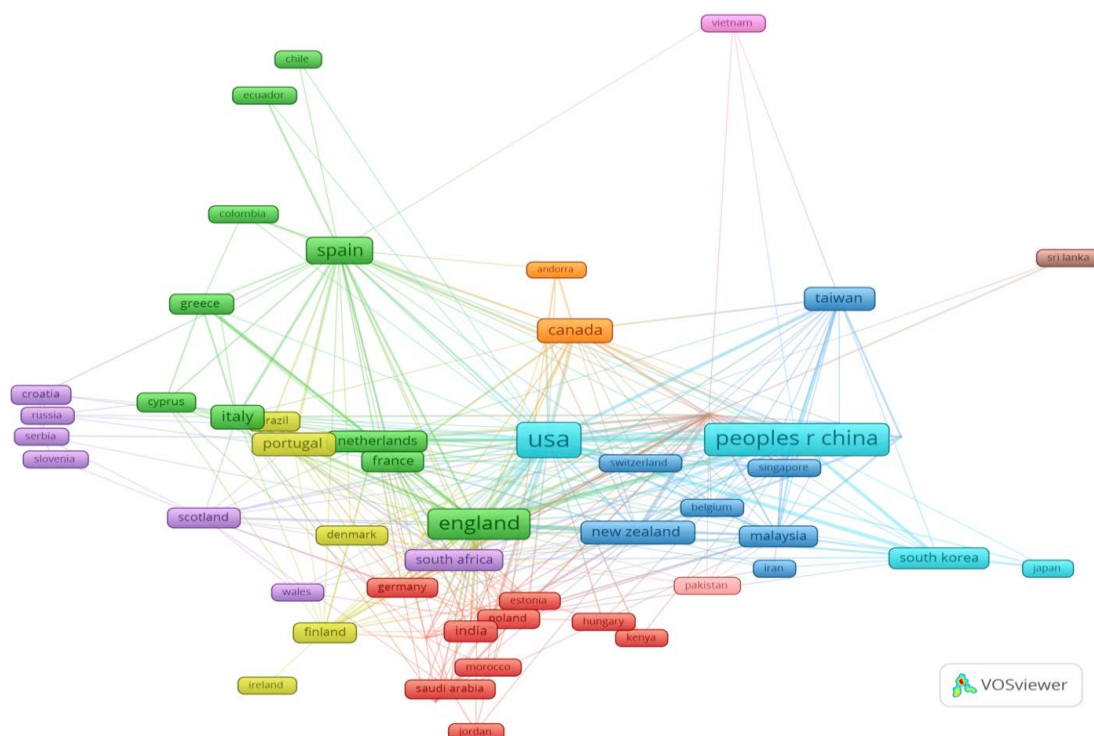 vietnam
chile
ecuador
colombia
spain
sri lanka
andorra
taiwan
greece
canada
croatia
cyprus
russia
italy
razil
serbia
portugal
netherlands
usa
peoples r china
slovenia
france
switzerland
singapore
belgium
scotland
england
denmark
new zealand
malaysia
south africa
south korea
iran
japan
germany
pakistan
wales
estonia
poland
hungary
finland
india
kenya
morocco
ireland
saudi arabia
jordan
VOSviewer